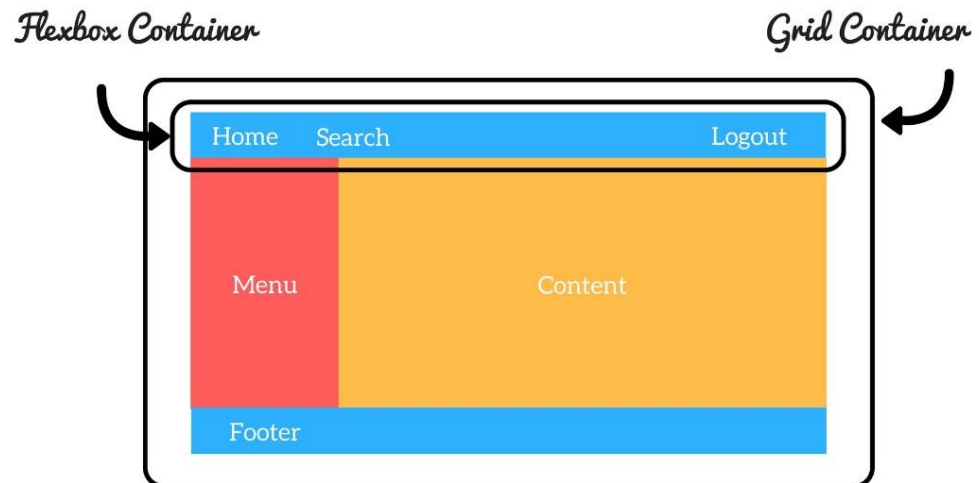 Flexbox Container
Grid Container
Home Search Logout
Menu Content
Footer